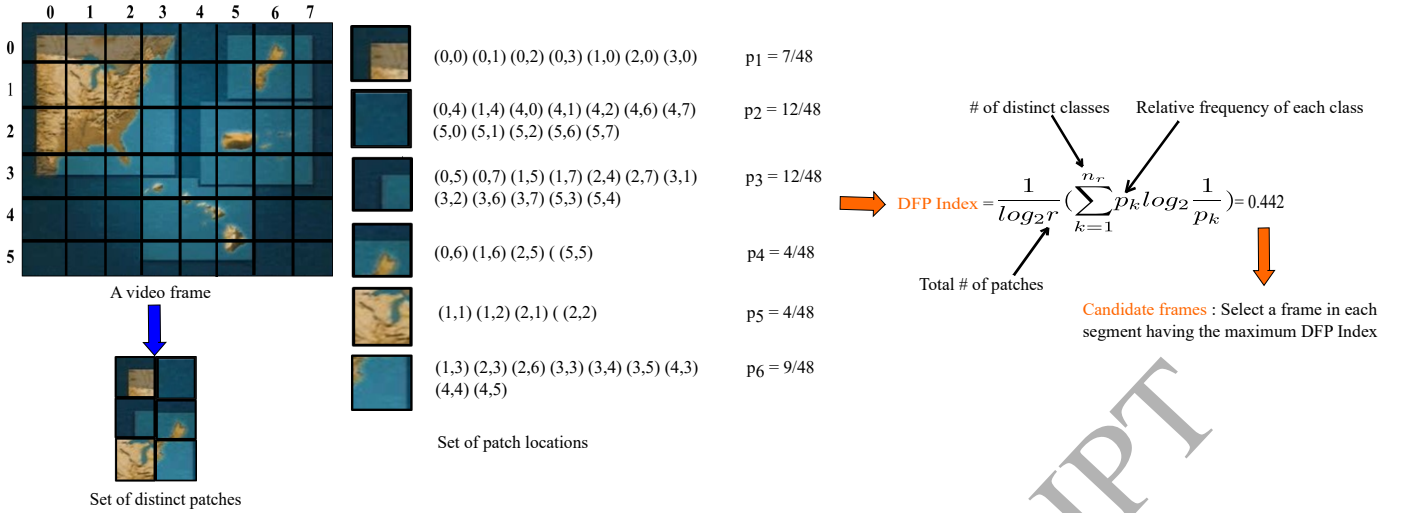 0 1 2 3 4 5 6 7
0
1
2
3
4
5
A video frame
Set of distinct patches
(0,0) (0,1) (0,2) (0,3) (1,0) (2,0) (3,0)
p1 = 7/48
(0,4) (1,4) (4,0) (4,1) (4,2) (4,6) (4,7)
(5,0) (5,1) (5,2) (5,6) (5,7)
p2 = 12/48
(0,5) (0,7) (1,5) (1,7) (2,4) (2,7) (3,1)
(3,2) (3,6) (3,7) (5,3) (5,4)
p3 = 12/48
(0,6) (1,6) (2,5) ( (5,5)
p4 = 4/48
(1,1) (1,2) (2,1) ( (2,2)
p5 = 4/48
(1,3) (2,3) (2,6) (3,3) (3,4) (3,5) (4,3)
(4,4) (4,5)
p6 = 9/48
Set of patch locations
# of distinct classes
Relative frequency of each class
DFP Index = \frac{1}{log_2 r} ( \sum_{k=1}^{n_r} p_k log_2 \frac{1}{p_k} ) = 0.442
Total # of patches
Candidate frames : Select a frame in each
segment having the maximum DFP Index
IPT